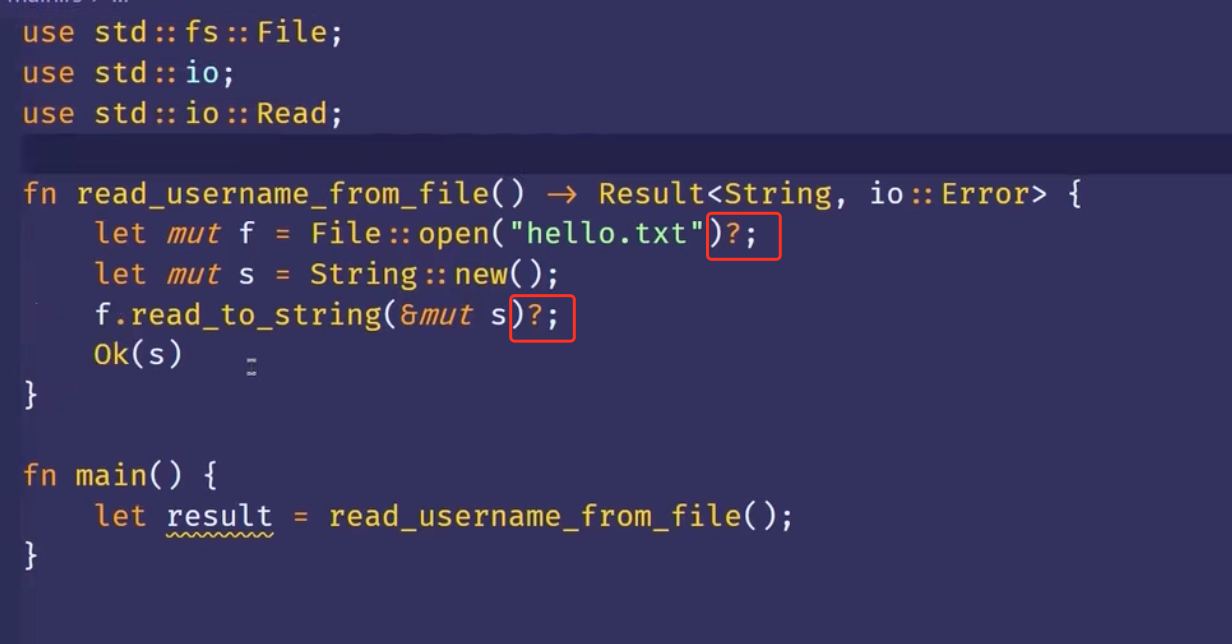 use std::fs::File;
use std::io;
use std::io::Read;
fn read_username_from_file() -> Result<String, io::Error> {
    let mut f = File::open("hello.txt")?;
    let mut s = String::new();
    f.read_to_string(&mut s)?;
    Ok(s)
}
fn main() {
    let result = read_username_from_file();
}